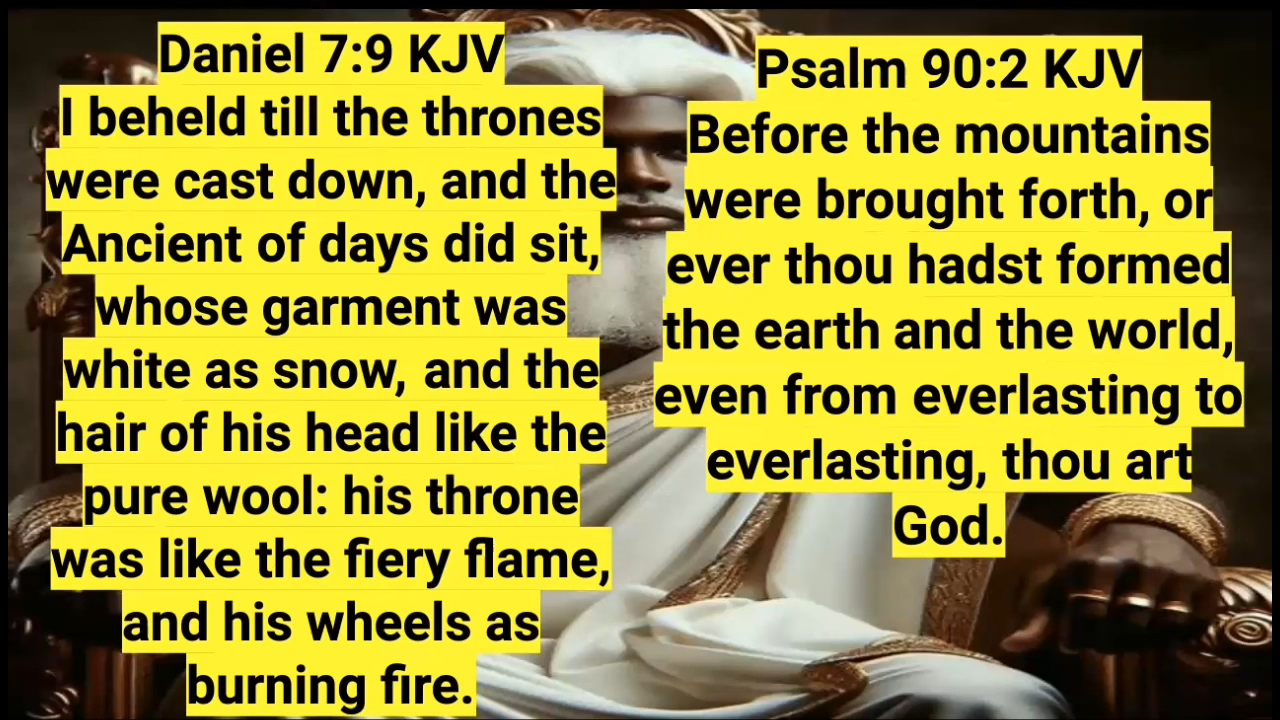 Daniel 7:9 KJV
I beheld till the thrones
were cast down, and the
Ancient of days did sit,
whose garment was
white as snow, and the
hair of his head like the
pure wool: his throne
was like the fiery flame,
and his wheels as
burning fire.
Psalm 90:2 KJV
Before the mountains
were brought forth, or
ever thou hadst formed
the earth and the world,
even from everlasting to
everlasting, thou art
God.